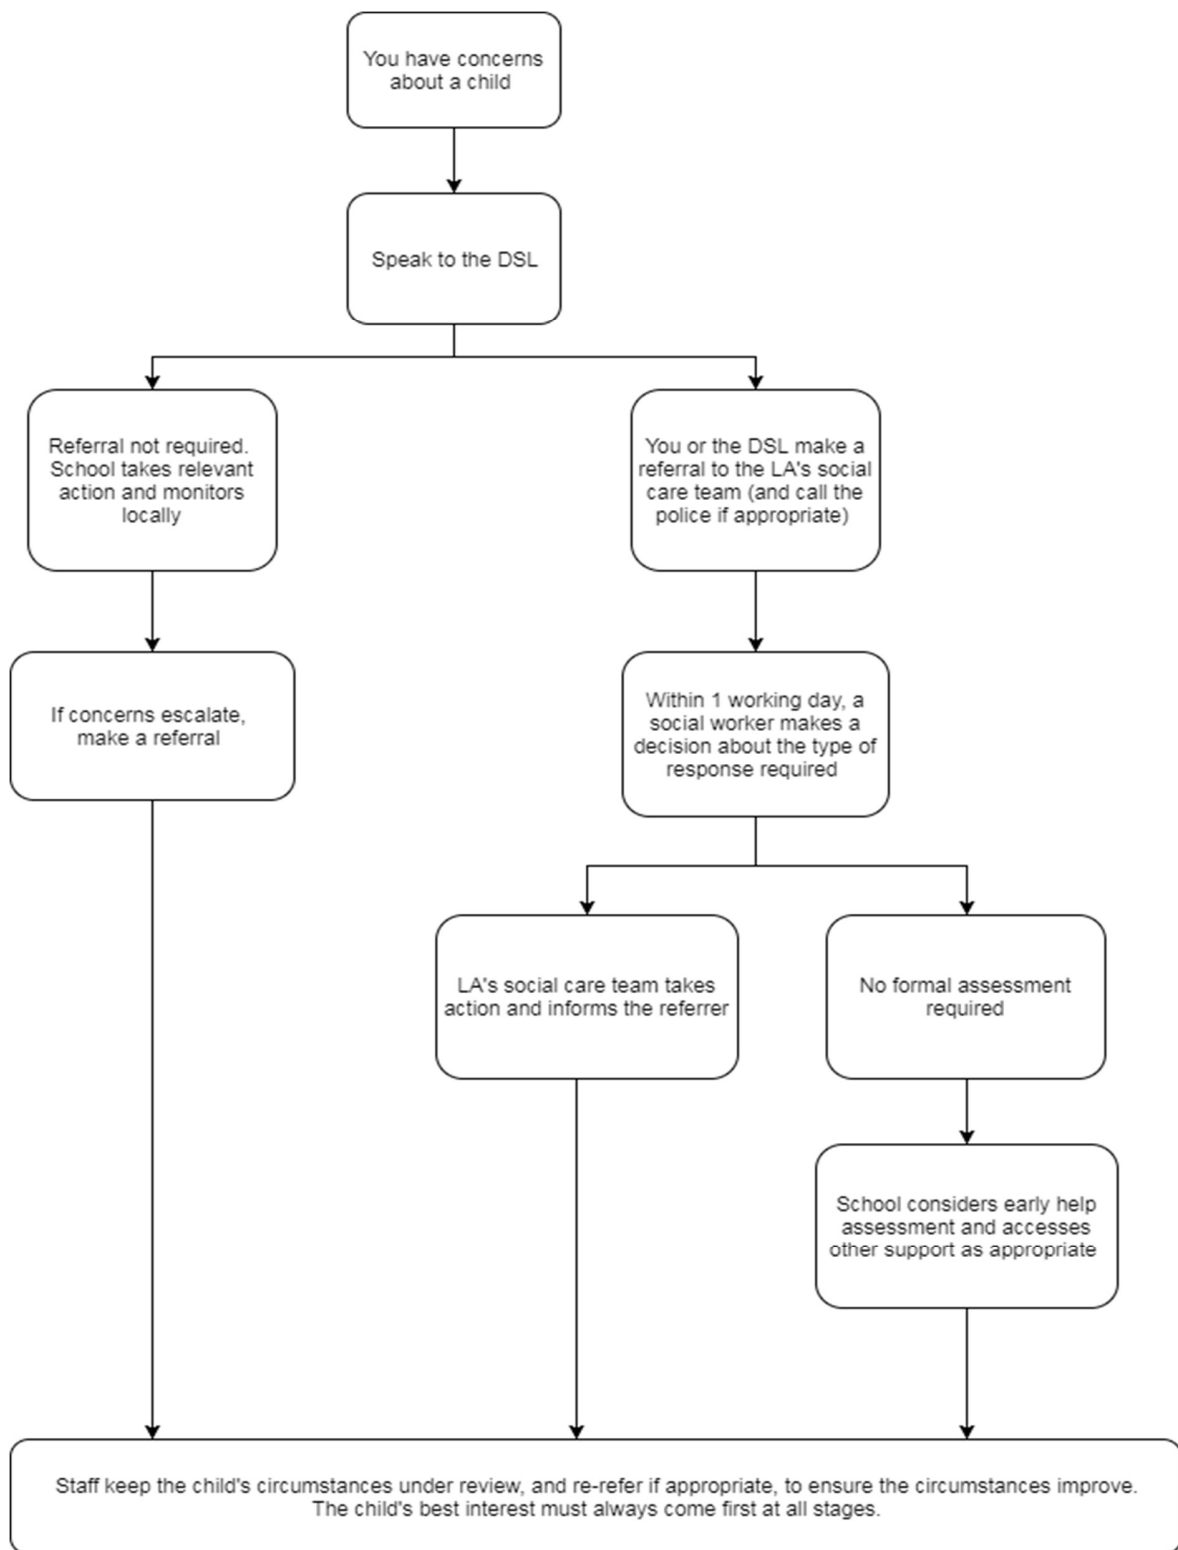 You have concerns
about a child
Speak to the DSL
Referral not required.
School takes relevant
action and monitors
locally
You or the DSL make a
referral to the LA's social
care team (and call the
police if appropriate)
If concerns escalate,
make a referral
Within 1 working day, a
social worker makes a
decision about the type of
response required
LA's social care team takes
action and informs the referrer
No formal assessment
required
School considers early help
assessment and accesses
other support as appropriate
Staff keep the child's circumstances under review, and re-refer if appropriate, to ensure the circumstances improve.
The child's best interest must always come first at all stages.